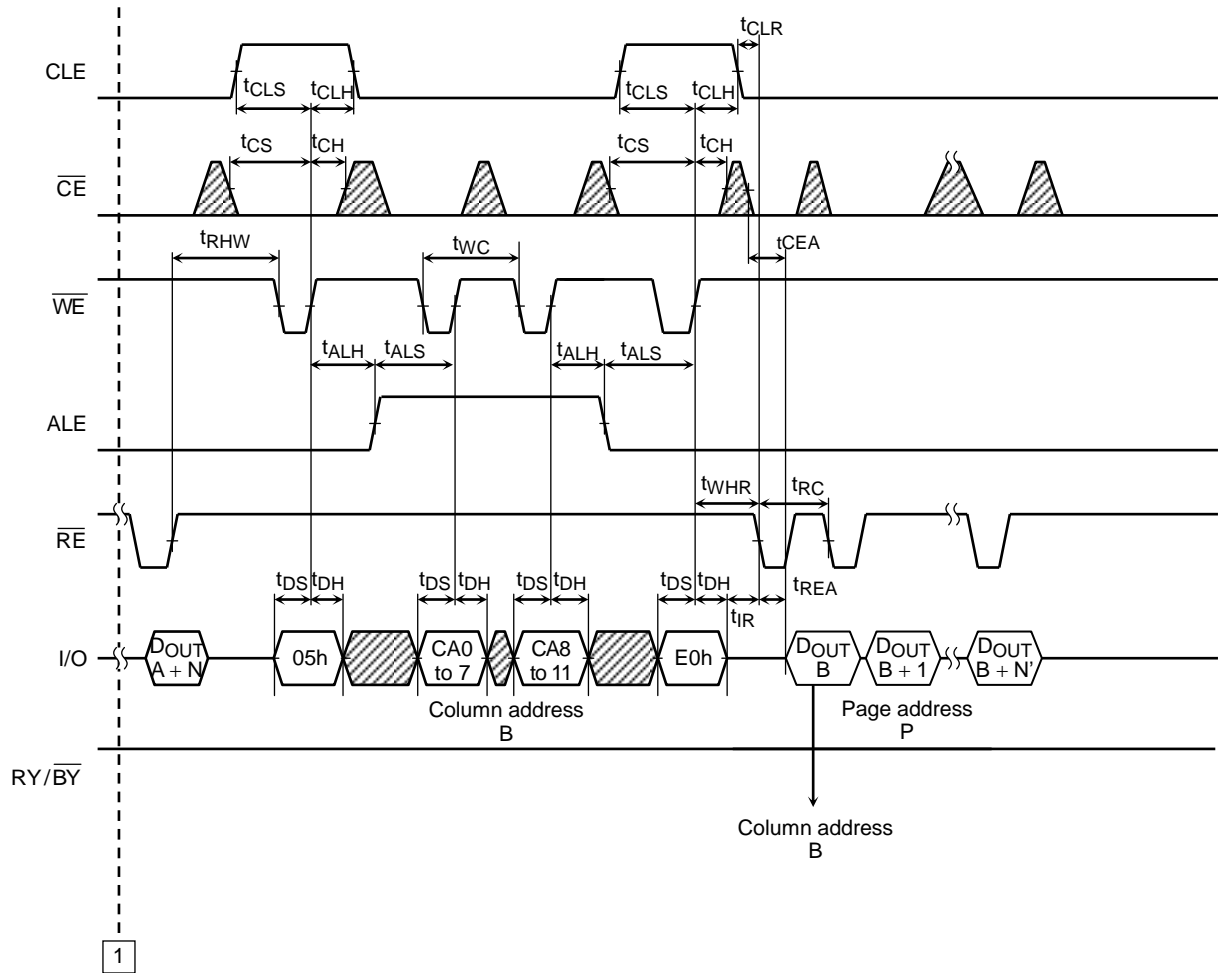 tCLR
CLE
tCLS tCLH tCLS tCLH
tCS tCH tCS tCH
CE
tRHW tWC tCEA
WE
tALH tALS tALH tALS
ALE
tWHR tRC
RE
tDS tDH tDS tDH tDS tDH tDS tDH tREA
tIR
I/O
DOUT
A + N
05h
CA0
to 7
CA8
to 11
E0h
DOUT
B
DOUT
B + 1
DOUT
B + N’
Column address
B
Page address
P
RY/BY
Column address
B
1